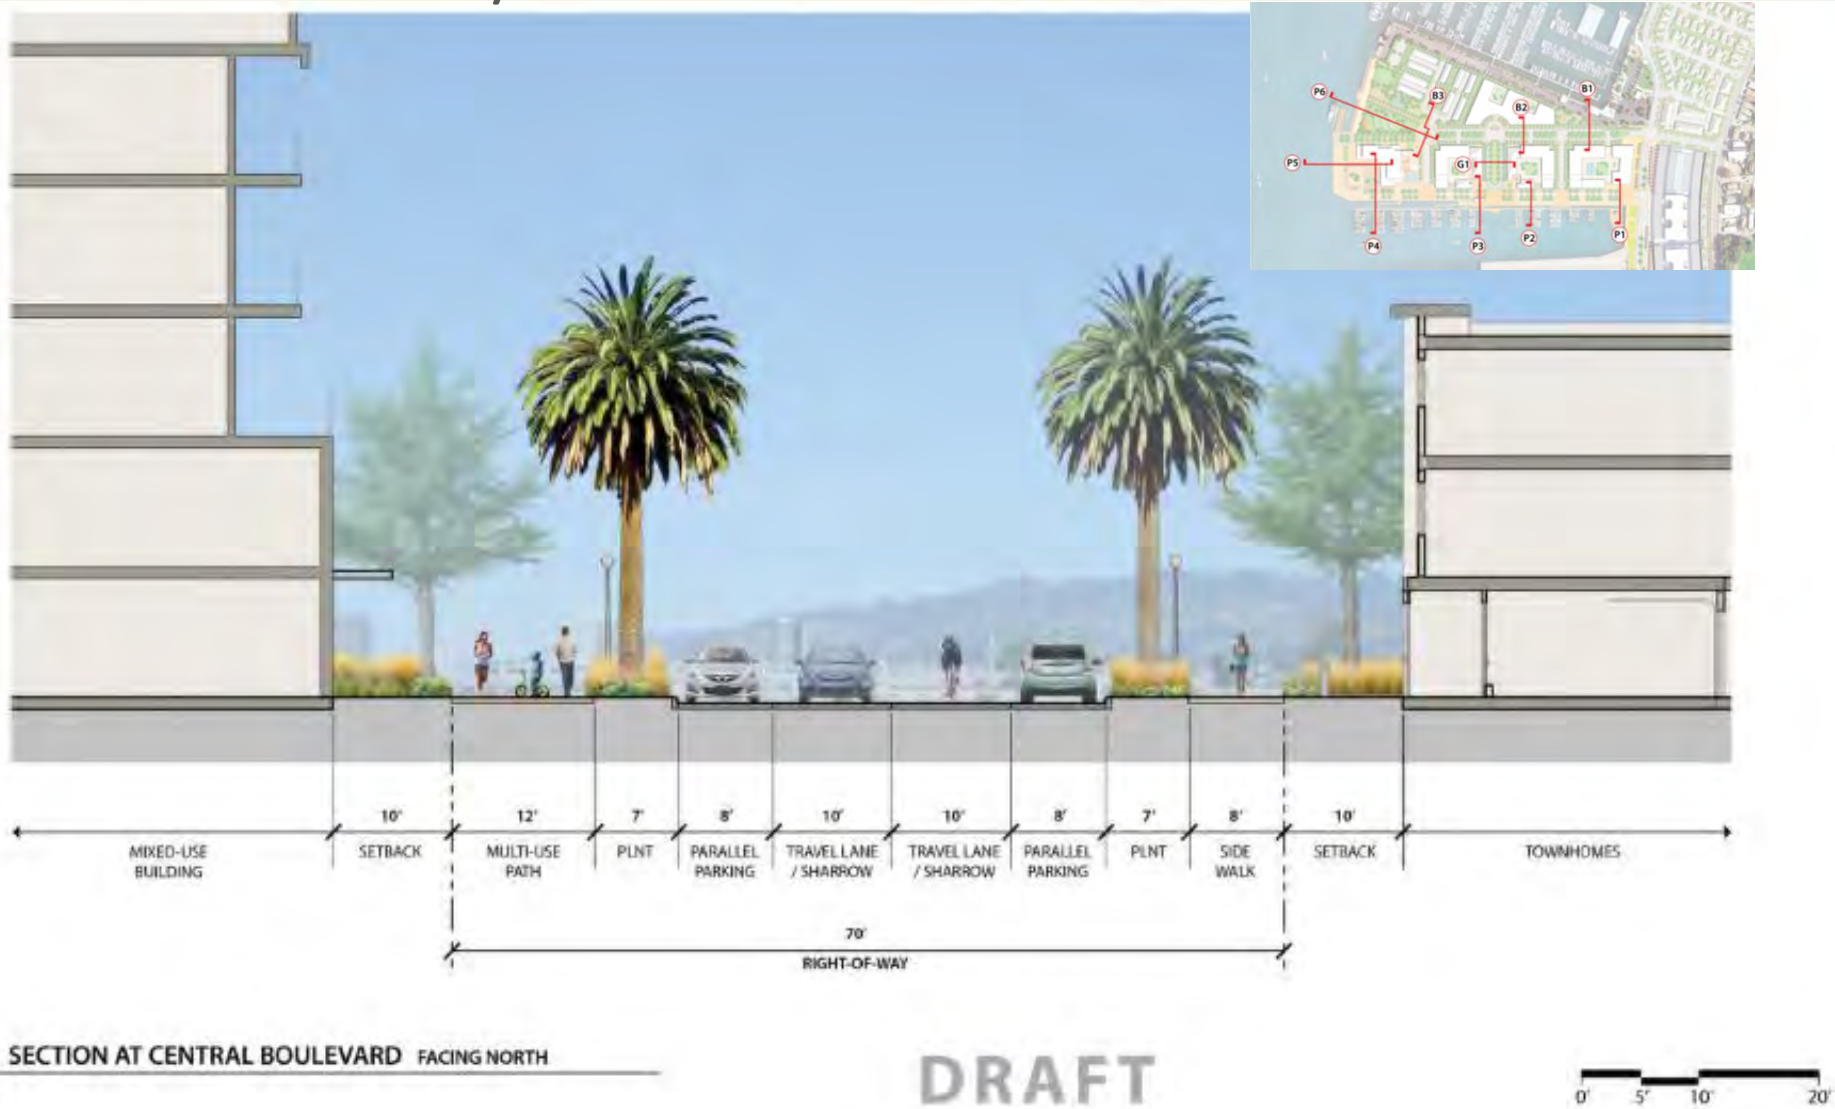 P6
B3
B2
B1
P5
G1
P4
P3
P2
P1
10'
12'
7'
8'
10'
10'
8'
7'
8'
10'
MIXED-USE
BUILDING
SETBACK
MULTI-USE
PATH
PLNT
PARALLEL
PARKING
TRAVEL LANE
/ SHARROW
TRAVEL LANE
/ SHARROW
PARALLEL
PARKING
PLNT
SIDE
WALK
SETBACK
TOWNHOMES
70'
RIGHT-OF-WAY
SECTION AT CENTRAL BOULEVARD FACING NORTH
DRAFT
0' 5' 10' 20'